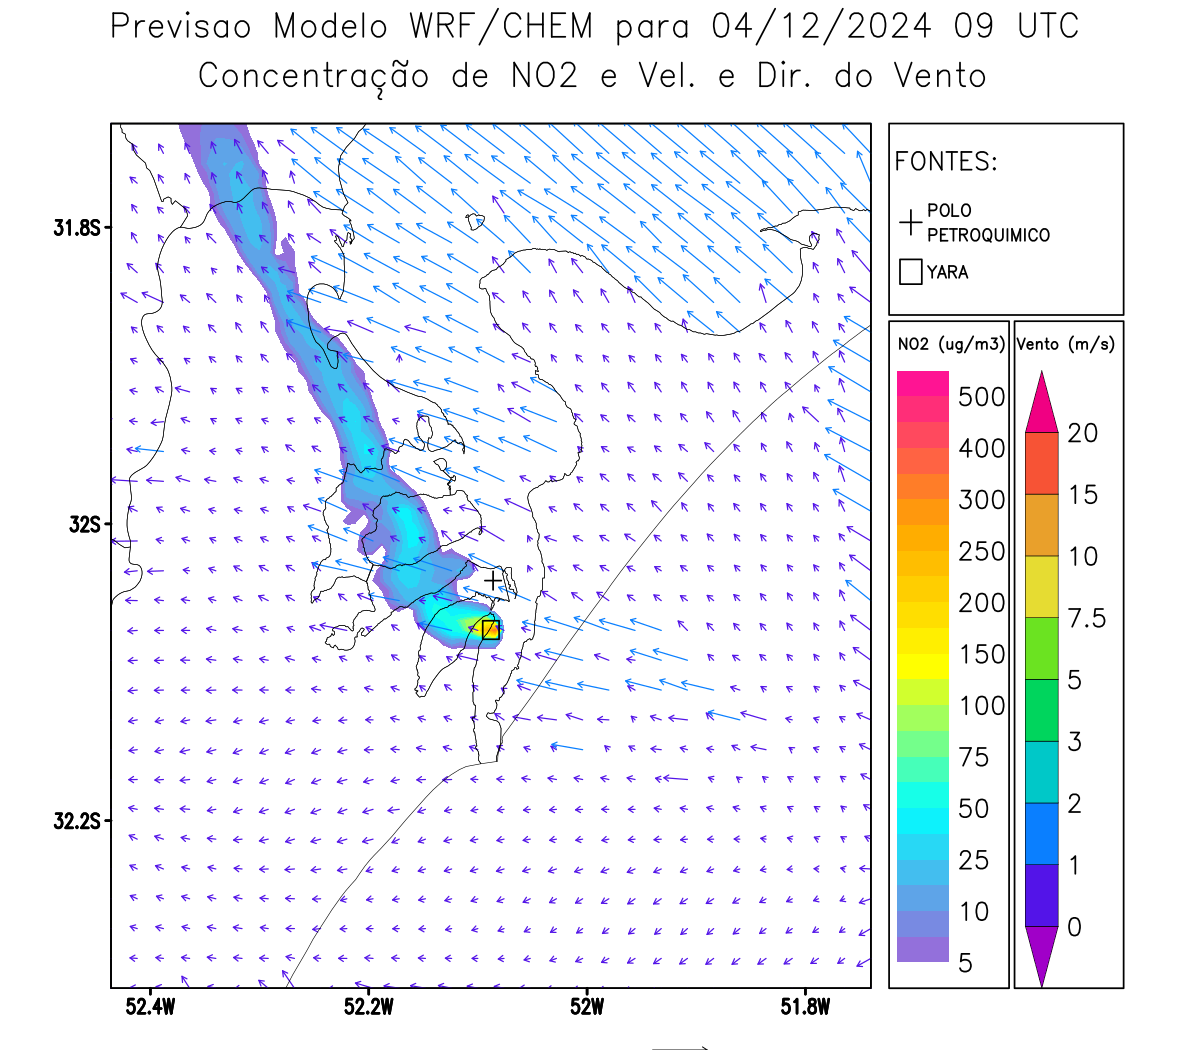 Previsao Modelo WRF/CHEM para 04/12/2024 09 UTC
Concentração de NO2 e Vel. e Dir. do Vento
FONTES:
POLO
PETROQUIMICO
YARA
NO2 (ug/m3)
500
400
300
250
200
150
100
75
50
25
10
5
Vento (m/s)
20
15
10
7.5
5
3
2
1
0
31.8S
32S
32.2S
52.4W
52.2W
52W
51.8W